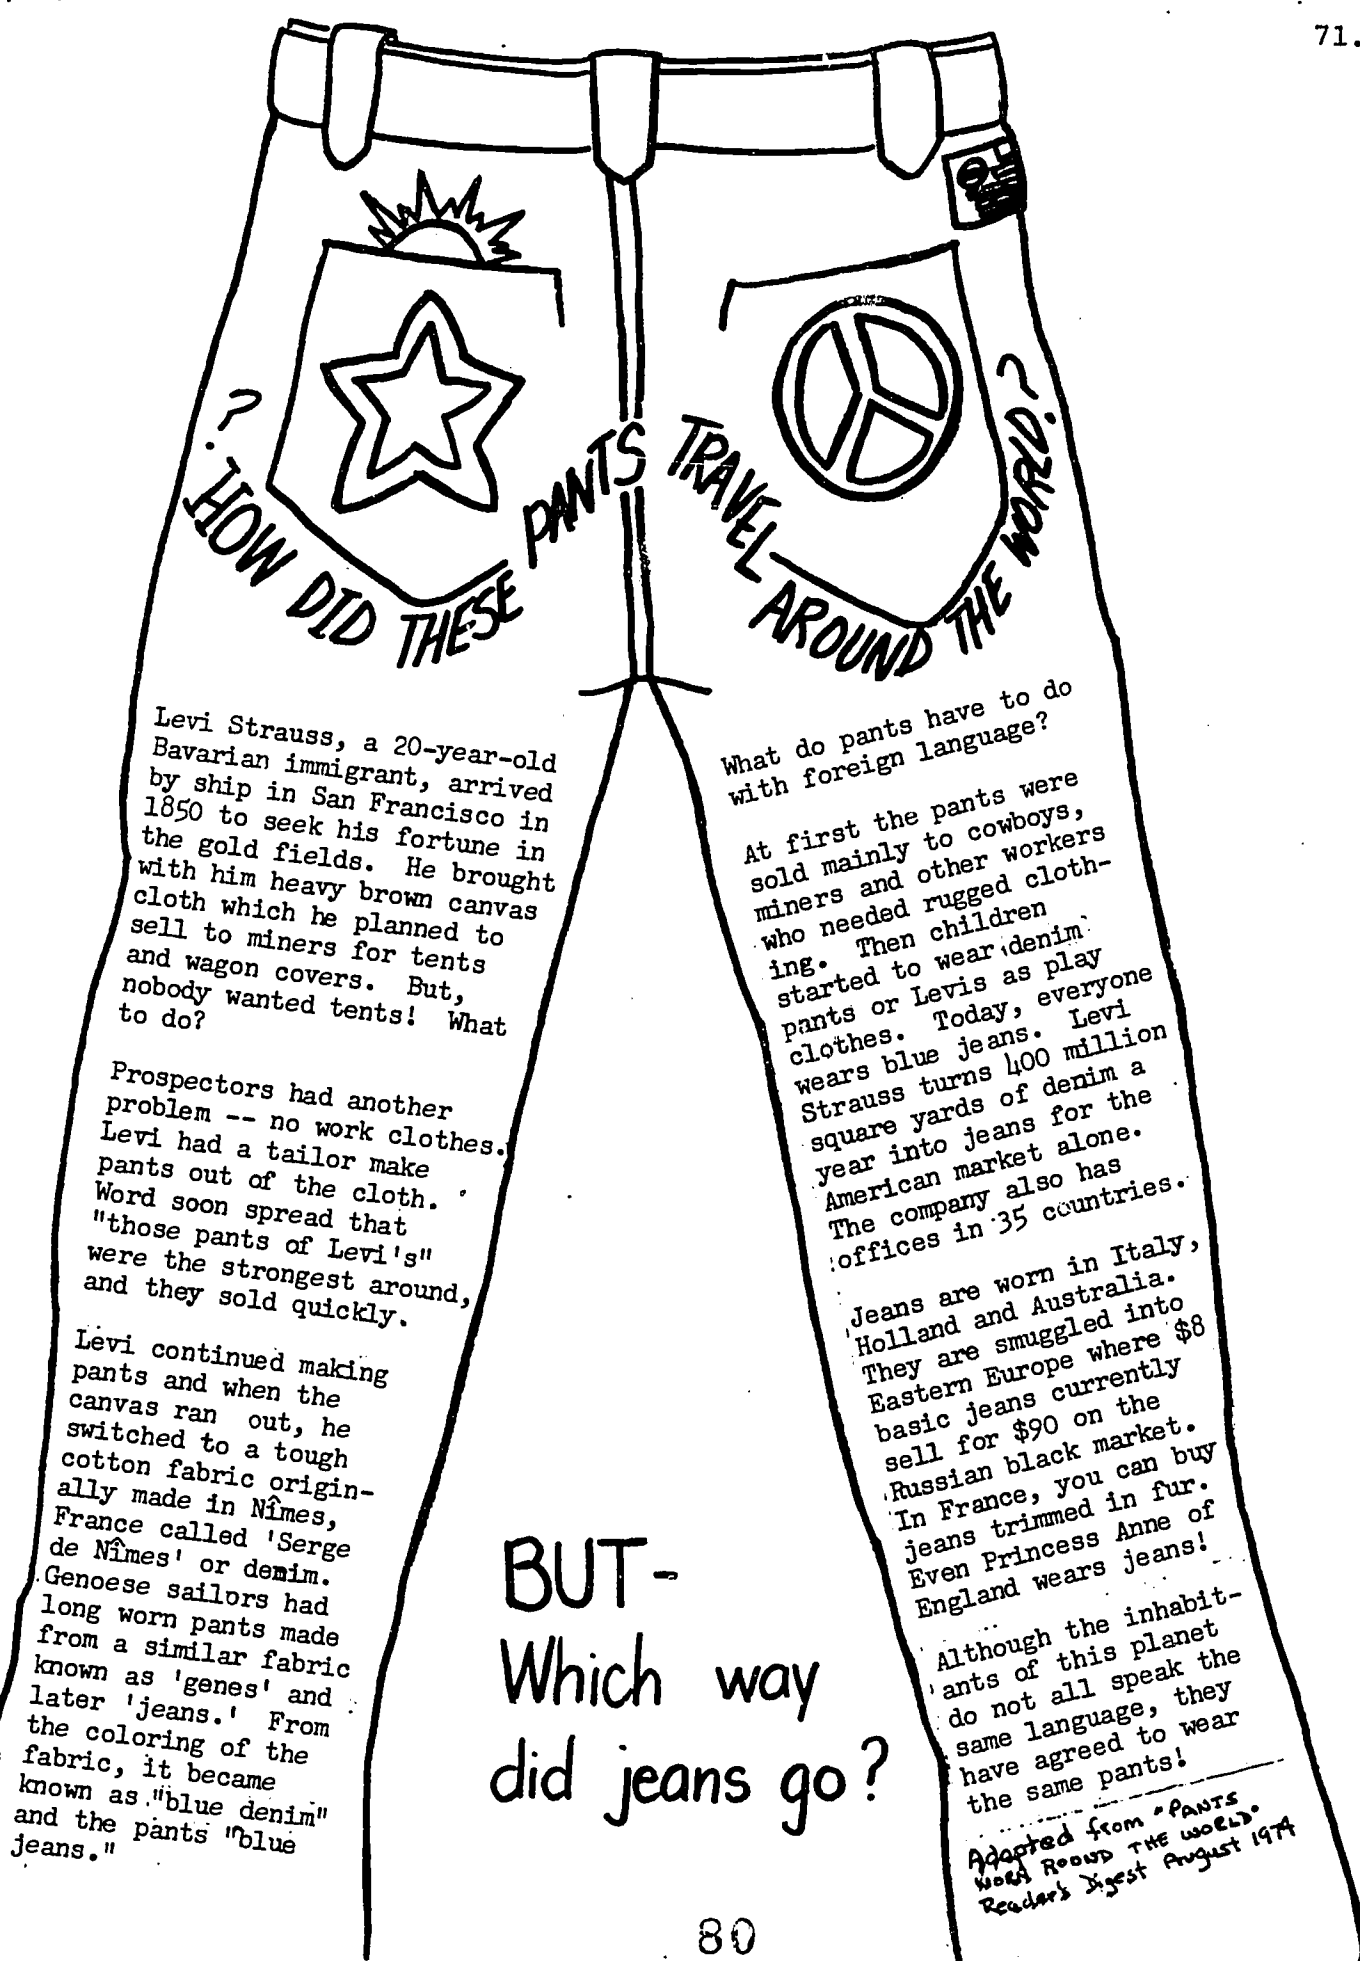 71.
? HOW DID THESE PANTS TRAVEL AROUND THE WORLD?
Levi Strauss, a 20-year-old
Bavarian immigrant, arrived
by ship in San Francisco in
1850 to seek his fortune in
the gold fields. He brought
with him heavy brown canvas
cloth which he planned to
sell to miners for tents
and wagon covers. But,
nobody wanted tents! What
to do?
Prospectors had another
problem -- no work clothes.
Levi had a tailor make
pants out of the cloth.
Word soon spread that
"those pants of Levi's"
were the strongest around,
and they sold quickly.
Levi continued making
pants and when the
canvas ran out, he
switched to a tough
cotton fabric origin-
ally made in Nîmes,
France called 'Serge
de Nîmes' or denim.
Genoese sailors had
long worn pants made
from a similar fabric
known as 'genes' and
later 'jeans.' From
the coloring of the
fabric, it became
known as "blue denim"
and the pants "blue
jeans."
What do pants have to do
with foreign language?
At first the pants were
sold mainly to cowboys,
miners and other workers
who needed rugged cloth-
ing. Then children
started to wear denim
pants or Levis as play
clothes. Today, everyone
wears blue jeans. Levi
Strauss turns 400 million
square yards of denim a
year into jeans for the
American market alone.
The company also has
offices in 35 countries.
Jeans are worn in Italy,
Holland and Australia.
They are smuggled into
Eastern Europe where $8
basic jeans currently
sell for $90 on the
Russian black market.
In France, you can buy
jeans trimmed in fur.
Even Princess Anne of
England wears jeans!
Although the inhabit-
ants of this planet
do not all speak the
same language, they
have agreed to wear
the same pants!
Adapted from "PANTS
WORN ROUND THE WORLD"
Reader's Digest August 1974
BUT-
Which way
did jeans go?
80